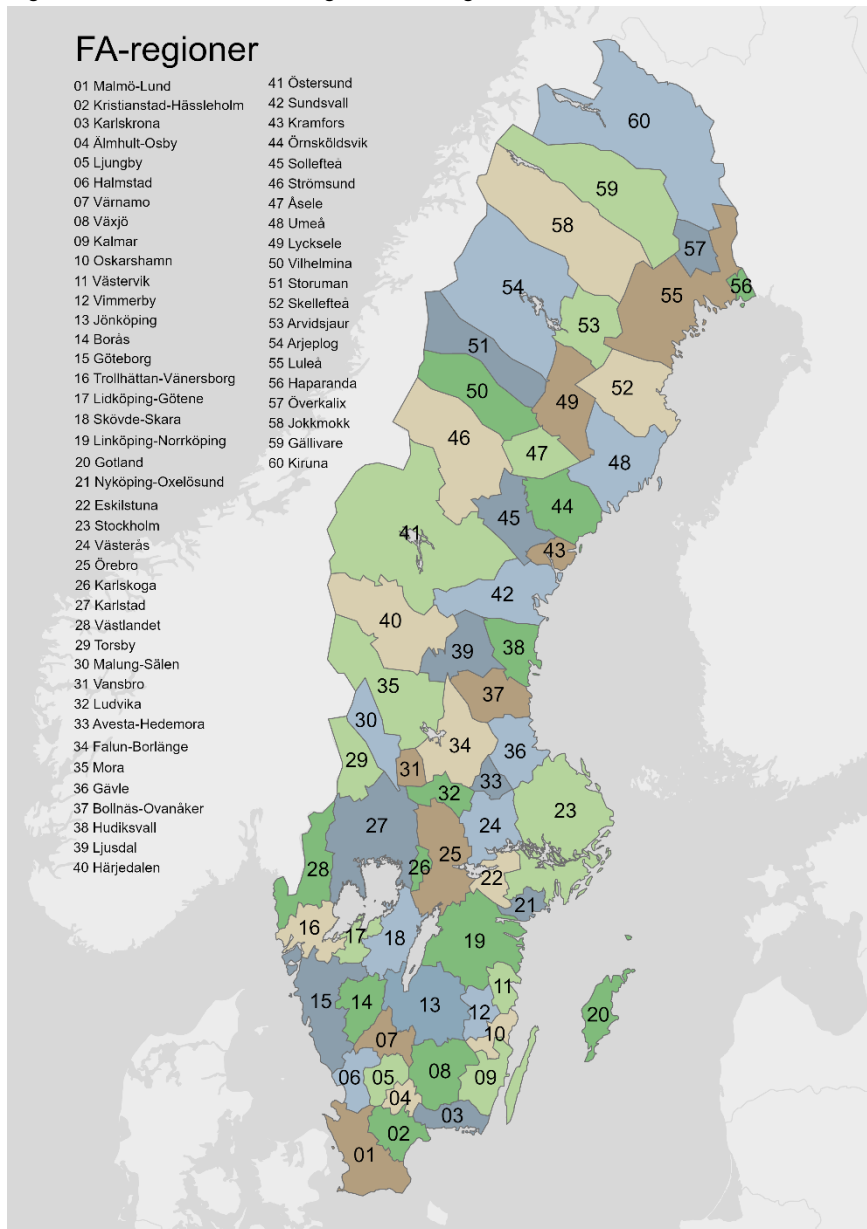 FA-regioner
01 Malmö-Lund
02 Kristianstad-Hässleholm
03 Karlskrona
04 Älmhult-Osby
05 Ljungby
06 Halmstad
07 Värnamo
08 Växjö
09 Kalmar
10 Oskarshamn
11 Västervik
12 Vimmerby
13 Jönköping
14 Borås
15 Göteborg
16 Trollhättan-Vänersborg
17 Lidköping-Götene
18 Skövde-Skara
19 Linköping-Norrköping
20 Gotland
21 Nyköping-Oxelösund
22 Eskilstuna
23 Stockholm
24 Västerås
25 Örebro
26 Karlskoga
27 Karlstad
28 Västlandet
29 Torsby
30 Malung-Sälen
31 Vansbro
32 Ludvika
33 Avesta-Hedemora
34 Falun-Borlänge
35 Mora
36 Gävle
37 Bollnäs-Ovanåker
38 Hudiksvall
39 Ljusdal
40 Härjedalen
41 Östersund
42 Sundsvall
43 Kramfors
44 Örnsköldsvik
45 Sollefteå
46 Strömsund
47 Åsele
48 Umeå
49 Lycksele
50 Vilhelmina
51 Storuman
52 Skellefteå
53 Arvidsjaur
54 Arjeplog
55 Luleå
56 Haparanda
57 Överkalix
58 Jokkmokk
59 Gällivare
60 Kiruna
60
59
58
57
56
55
54
53
52
51
50
49
48
47
46
45
44
43
42
41
40
39
38
37
36
35
34
33
32
31
30
29
28
27
26
25
24
23
22
21
20
19
18
17
16
15
14
13
12
11
10
09
08
07
06
05
04
03
02
01